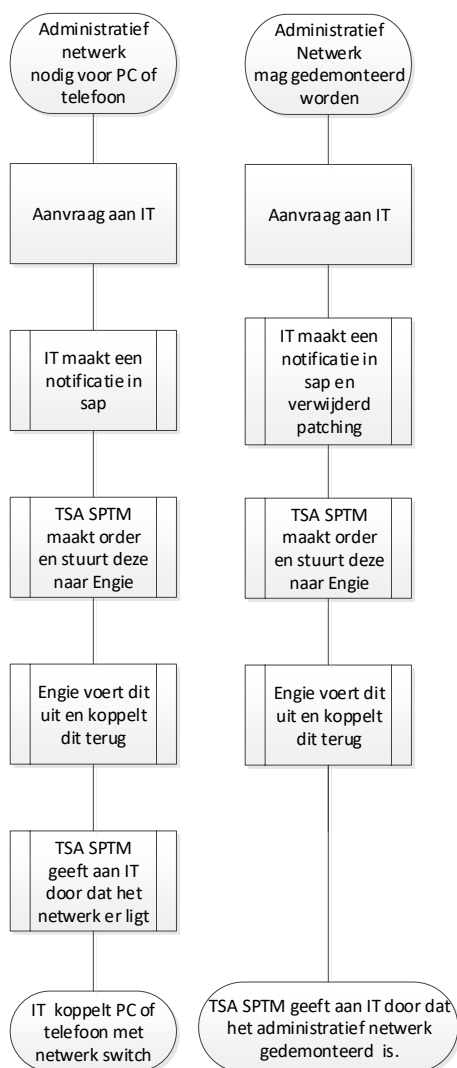 Administratief
netwerk
nodig voor PC of
telefoon
Aanvraag aan IT
IT maakt een
notificatie in
sap
TSA SPTM
maakt order
en stuurt deze
naar Engie
Engie voert dit
uit en koppelt
dit terug
TSA SPTM
geeft aan IT
door dat het
netwerk er ligt
IT koppelt PC of
telefoon met
netwerk switch
Administratief
Netwerk
mag gedemonteerd
worden
Aanvraag aan IT
IT maakt een
notificatie in
sap en
verwijderd
patching
TSA SPTM
maakt order
en stuurt deze
naar Engie
Engie voert dit
uit en koppelt
dit terug
TSA SPTM geeft aan IT door dat
het administratief netwerk
gedemonteerd is.